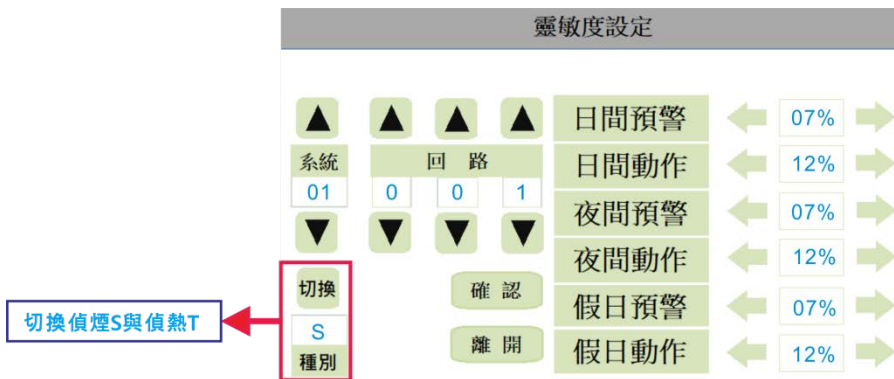 靈敏度設定
日間預警 07%
系統 回 路 日間動作 12%
01 0 0 1
夜間預警 07%
夜間動作 12%
切換 確 認
假日預警 07%
切換偵煙S與偵熱T
S
離 開 假日動作 12%
種別